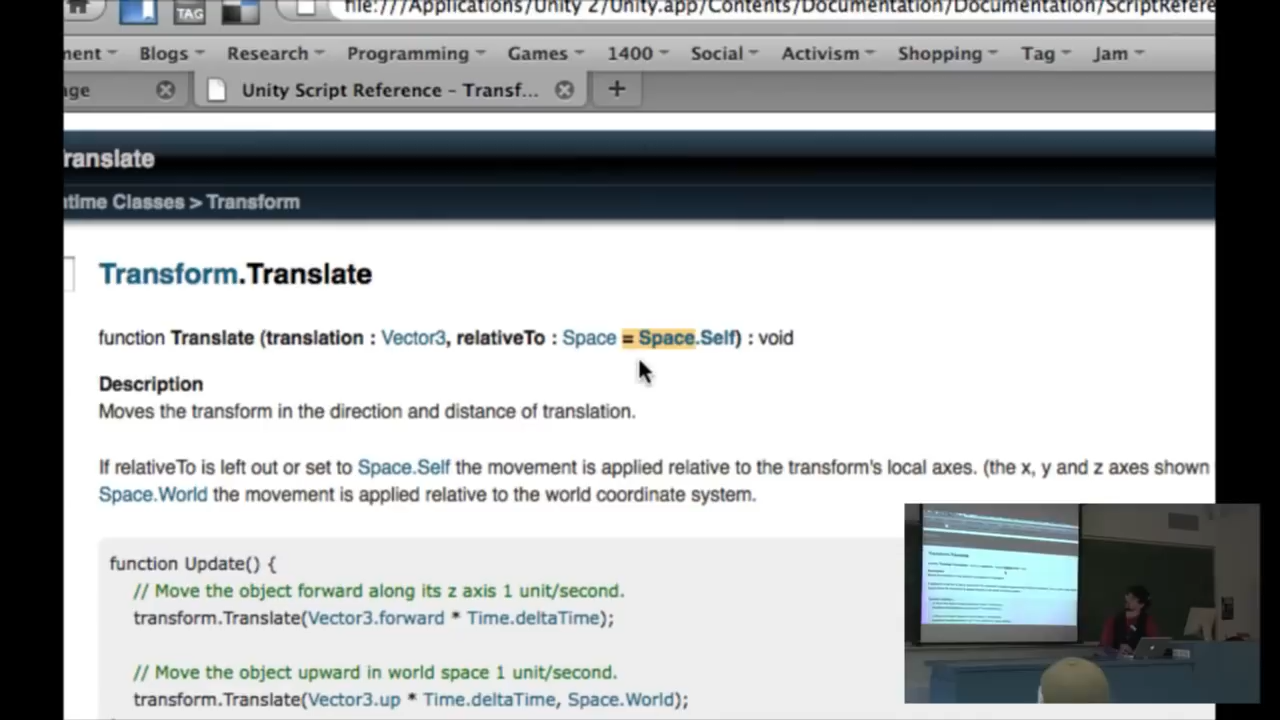 file:///Applications/Unity 2/Unity.app/Contents/Documentation/Documentation/ScriptRefere
TAG
ment Blogs Research Programming Games 1400 Social Activism Shopping Tag Jam
age Unity Script Reference – Transf... +
Translate
ntime Classes > Transform
Transform.Translate
function Translate (translation : Vector3, relativeTo : Space = Space.Self) : void
Description
Moves the transform in the direction and distance of translation.
If relativeTo is left out or set to Space.Self the movement is applied relative to the transform's local axes. (the x, y and z axes shown
Space.World the movement is applied relative to the world coordinate system.
function Update() {
// Move the object forward along its z axis 1 unit/second.
transform.Translate(Vector3.forward * Time.deltaTime);
// Move the object upward in world space 1 unit/second.
transform.Translate(Vector3.up * Time.deltaTime, Space.World);